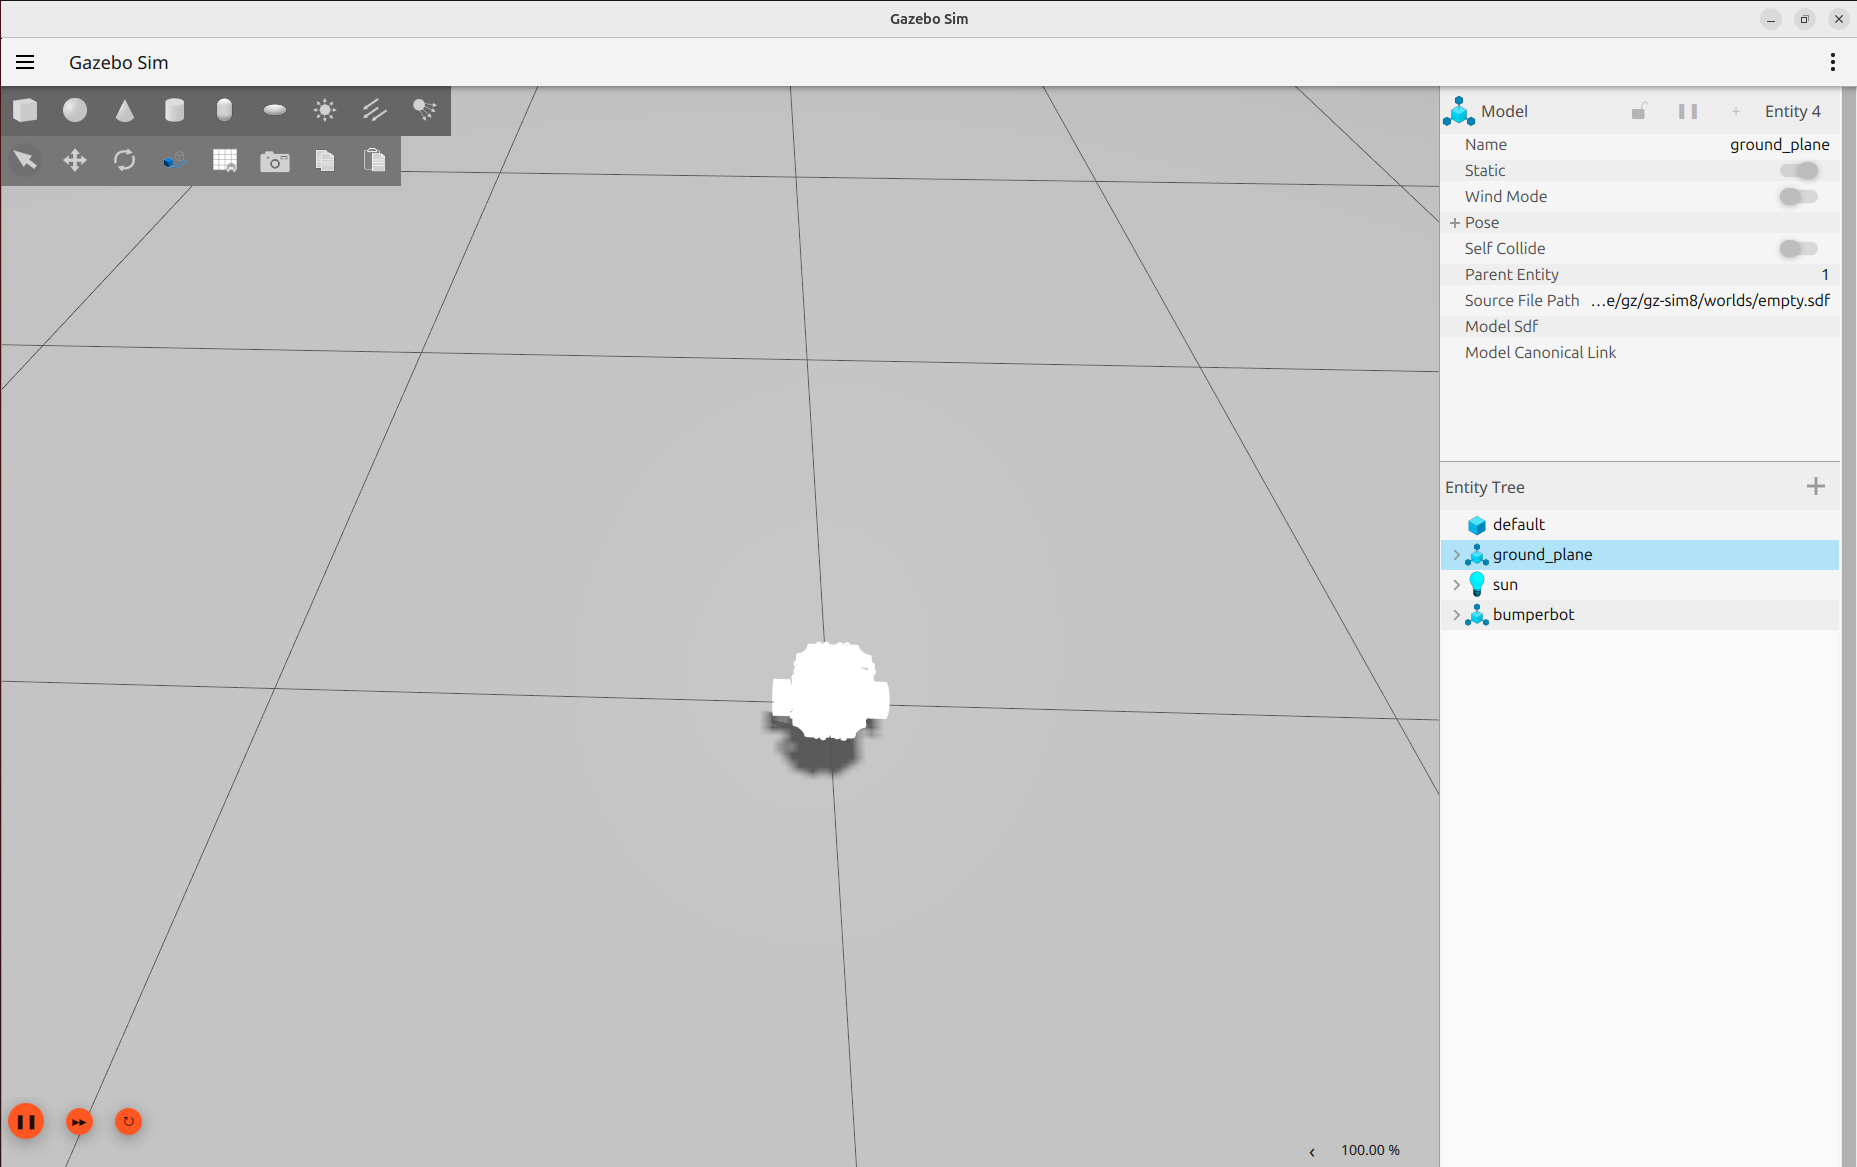 Gazebo Sim
Gazebo Sim
Model Entity 4
Name ground_plane
Static
Wind Mode
Pose
Self Collide
Parent Entity 1
Source File Path ...e/gz/gz-sim8/worlds/empty.sdf
Model Sdf
Model Canonical Link
Entity Tree
default
ground_plane
sun
bumperbot
100.00 %